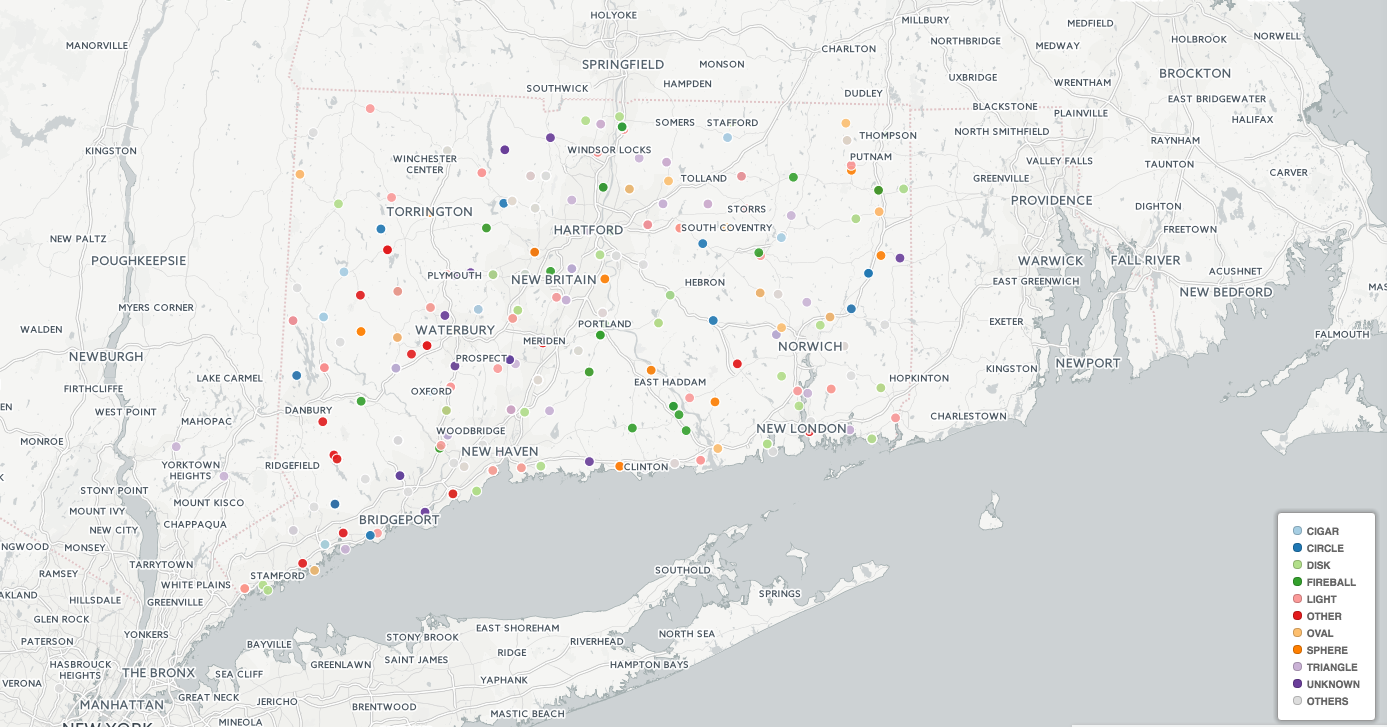 HOLYOKE
MILLBURY
MEDFIELD
NORWELL
MANORVILLE
CHARLTON
NORTHBRIDGE
MEDWAY
HOLBROOK
SPRINGFIELD
MONSON
BROCKTON
SOUTHWICK
HAMPDEN
DUDLEY
UXBRIDGE
WRENTHAM
EAST BRIDGEWATER
BLACKSTONE
PLAINVILLE
HALIFAX
SOMERS
STAFFORD
THOMPSON
NORTH SMITHFIELD
RAYNHAM
KINGSTON
WINCHESTER
CENTER
WINDSOR LOCKS
PUTNAM
VALLEY FALLS
TAUNTON
CARVER
TOLLAND
GREENVILLE
PROVIDENCE
TORRINGTON
STORRS
DIGHTON
NEW PALTZ
HARTFORD
SOUTH COVENTRY
FREETOWN
POUGHKEEPSIE
WARWICK
FALL RIVER
PLYMOUTH
NEW BRITAIN
HEBRON
EAST GREENWICH
ACUSHNET
NEW BEDFORD
MAS
MYERS CORNER
WALDEN
WATERBURY
PORTLAND
EXETER
FALMOUTH
NEWBURGH
MERIDEN
NORWICH
PROSPECT
NEWPORT
FIRTHCLIFFE
LAKE CARMEL
OXFORD
EAST HADDAM
HOPKINTON
KINGSTON
EN
WEST POINT
DANBURY
MAHOPAC
CHARLESTOWN
MONROE
WOODBRIDGE
NEW LONDON
NEW HAVEN
YORKTOWN
HEIGHTS
RIDGEFIELD
CLINTON
K
STONY POINT
MOUNT KISCO
MOUNT IVY
NEW CITY
CHAPPAQUA
BRIDGEPORT
NGWOOD
MONSEY
TARRYTOWN
RAMSEY
STAMFORD
WHITE PLAINS
SOUTHOLD
AKLAND
HILLSDALE
GREENVILLE
SPRINGS
GLEN ROCK
PATERSON
YONKERS
BAYVILLE
STONY BROOK
EAST SHOREHAM
RIVERHEAD
NORTH SEA
HASBROUCK
HEIGHTS
THE BRONX
SEA CLIFF
GREENLAWN
SAINT JAMES
RIDGE
HAMPTON BAYS
VERONA
GREAT NECK
JERICHO
YAPHANK
MANHATTAN
BRENTWOOD
MASTIC BEACH
NEW YORK
MINEOLA
CIGAR
CIRCLE
DISK
FIREBALL
LIGHT
OTHER
OVAL
SPHERE
TRIANGLE
UNKNOWN
OTHERS